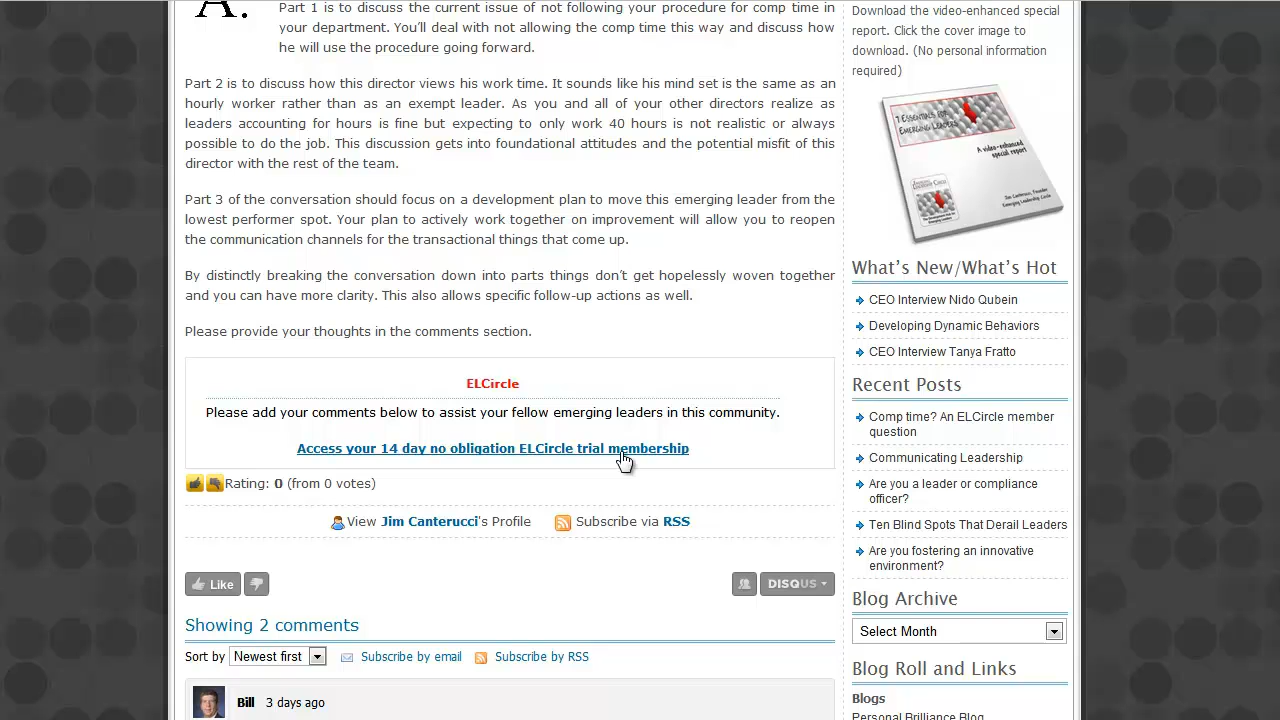 A.
Part 1 is to discuss the current issue of not following your procedure for comp time in
your department. You'll deal with not allowing the comp time this way and discuss how
he will use the procedure going forward.
Part 2 is to discuss how this director views his work time. It sounds like his mind set is the same as an
hourly worker rather than as an exempt leader. As you and all of your other directors realize as
leaders counting for hours is fine but expecting to only work 40 hours is not realistic or always
possible to do the job. This discussion gets into foundational attitudes and the potential misfit of this
director with the rest of the team.
Part 3 of the conversation should focus on a development plan to move this emerging leader from the
lowest performer spot. Your plan to actively work together on improvement will allow you to reopen
the communication channels for the transactional things that come up.
By distinctly breaking the conversation down into parts things don't get hopelessly woven together
and you can have more clarity. This also allows specific follow-up actions as well.
Please provide your thoughts in the comments section.
ELCircle
Please add your comments below to assist your fellow emerging leaders in this community.
Access your 14 day no obligation ELCircle trial membership
Rating: 0 (from 0 votes)
View Jim Canterucci's Profile
Subscribe via RSS
Like
DISQUS
Showing 2 comments
Sort by Newest first
Subscribe by email
Subscribe by RSS
Bill 3 days ago
Download the video-enhanced special
report. Click the cover image to
download. (No personal information
required)
7 ESSENTIALS FOR
EMERGING LEADERS
A video-enhanced
special report
Jim Canterucci, Founder
Emerging Leadership Circle
What's New/What's Hot
CEO Interview Nido Qubein
Developing Dynamic Behaviors
CEO Interview Tanya Fratto
Recent Posts
Comp time? An ELCircle member
question
Communicating Leadership
Are you a leader or compliance
officer?
Ten Blind Spots That Derail Leaders
Are you fostering an innovative
environment?
Blog Archive
Select Month
Blog Roll and Links
Blogs
Personal Brilliance Blog